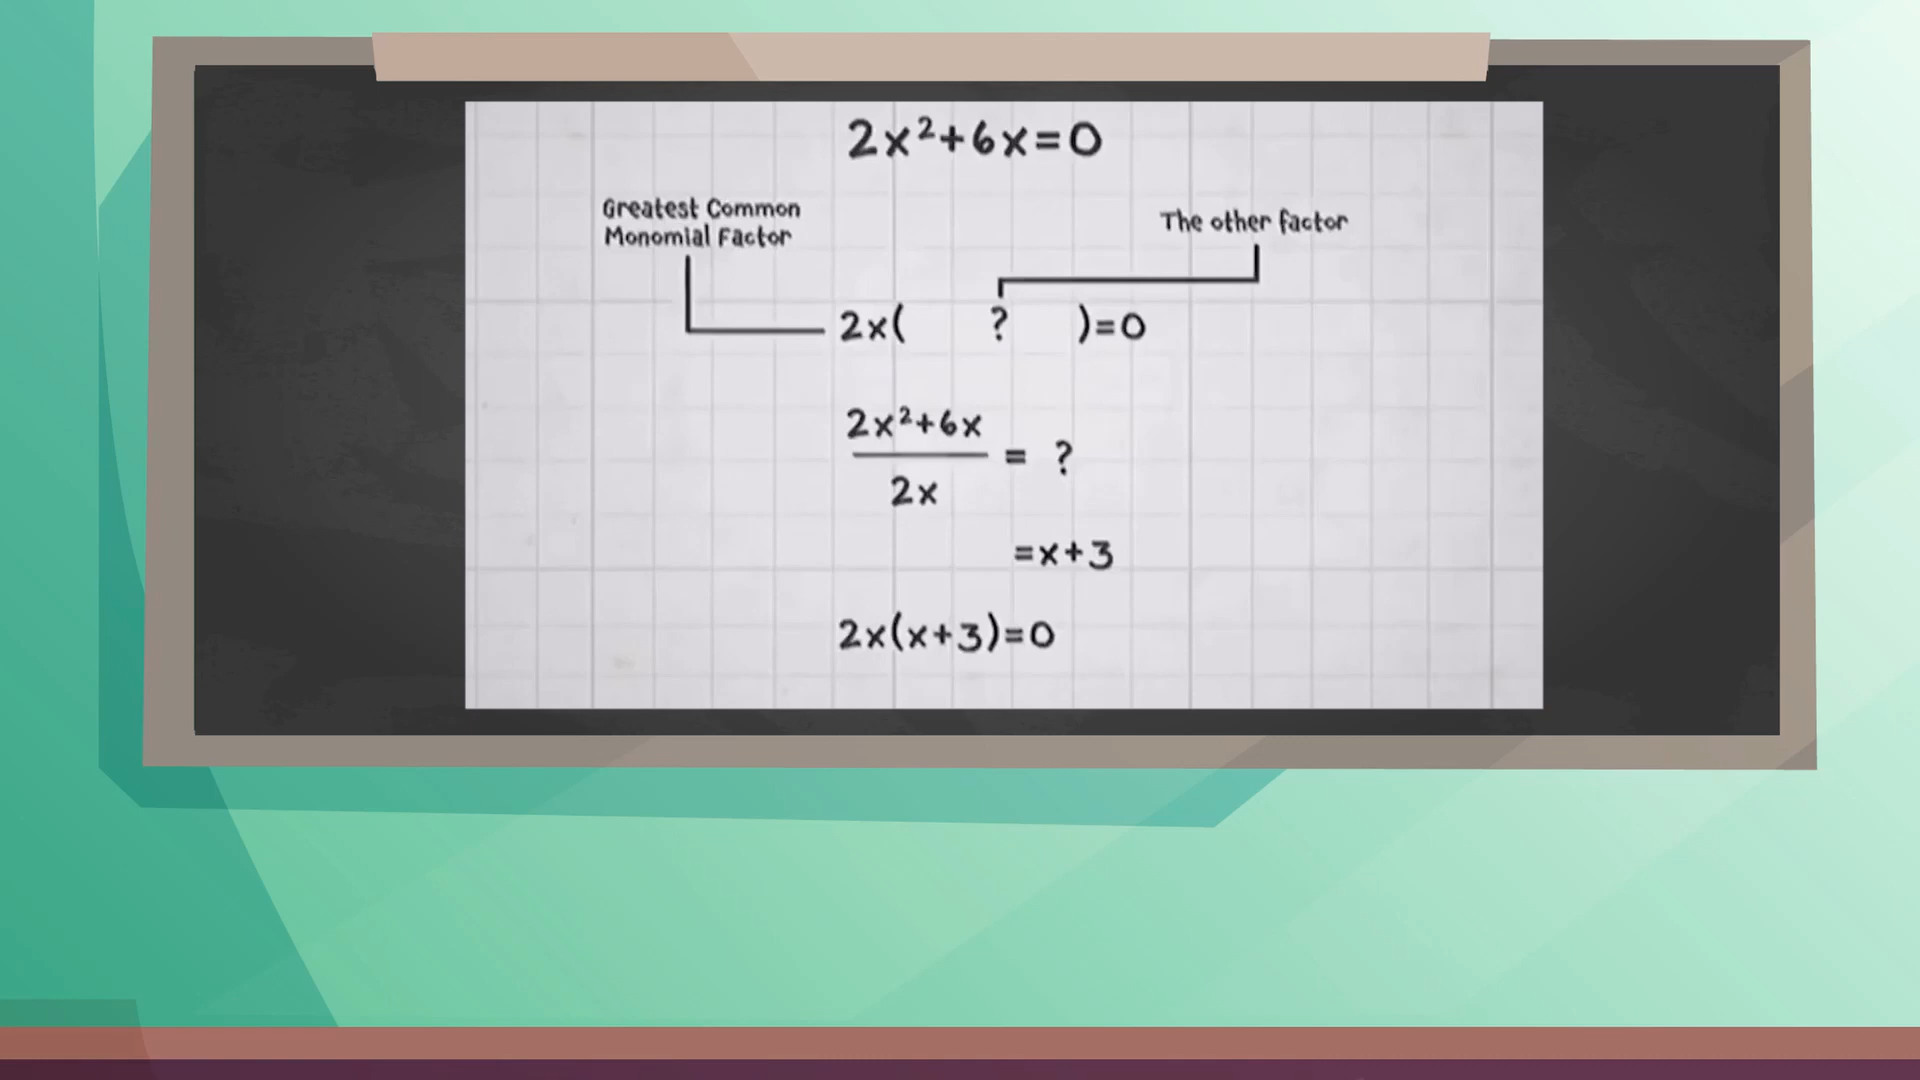 2x²+6x=0
Greatest Common
Monomial Factor
The other factor
2x( ? )=0
2x²+6x
= ?
2x
=x+3
2x(x+3)=0